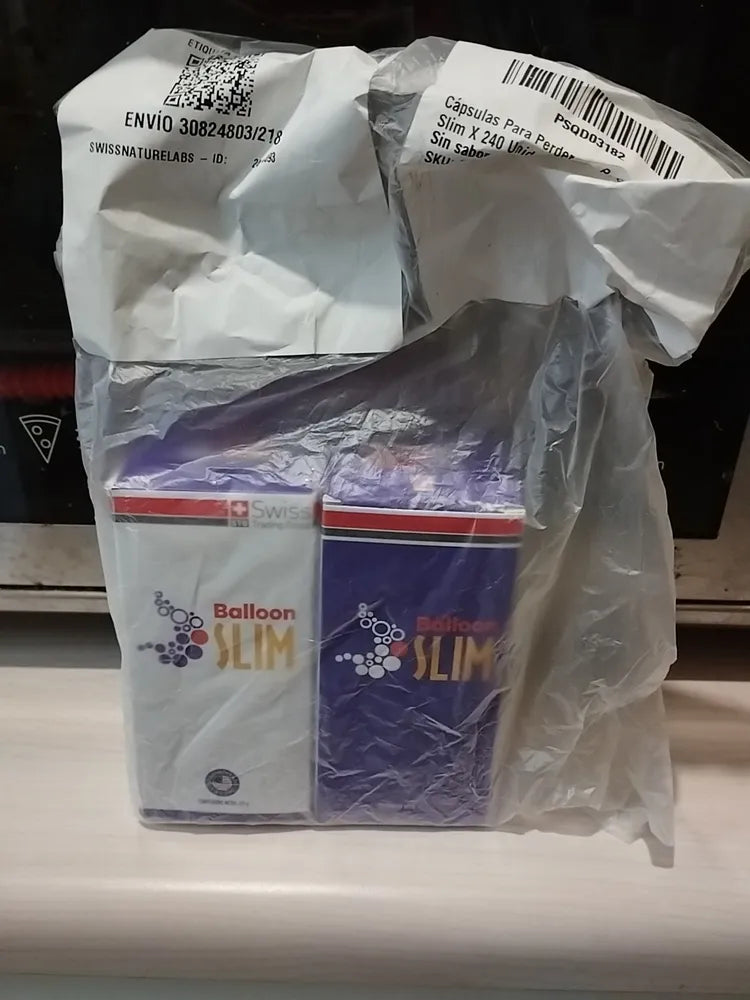 ETIQU
ENVÍO 30824803/218
SWISSNATURELABS – ID:
PSQD03182
Cápsulas Para Perder
Slim X 240 Unid
Sin sabor
SKU:
Swiss
Balloon
SLIM
Balloon
SLIM